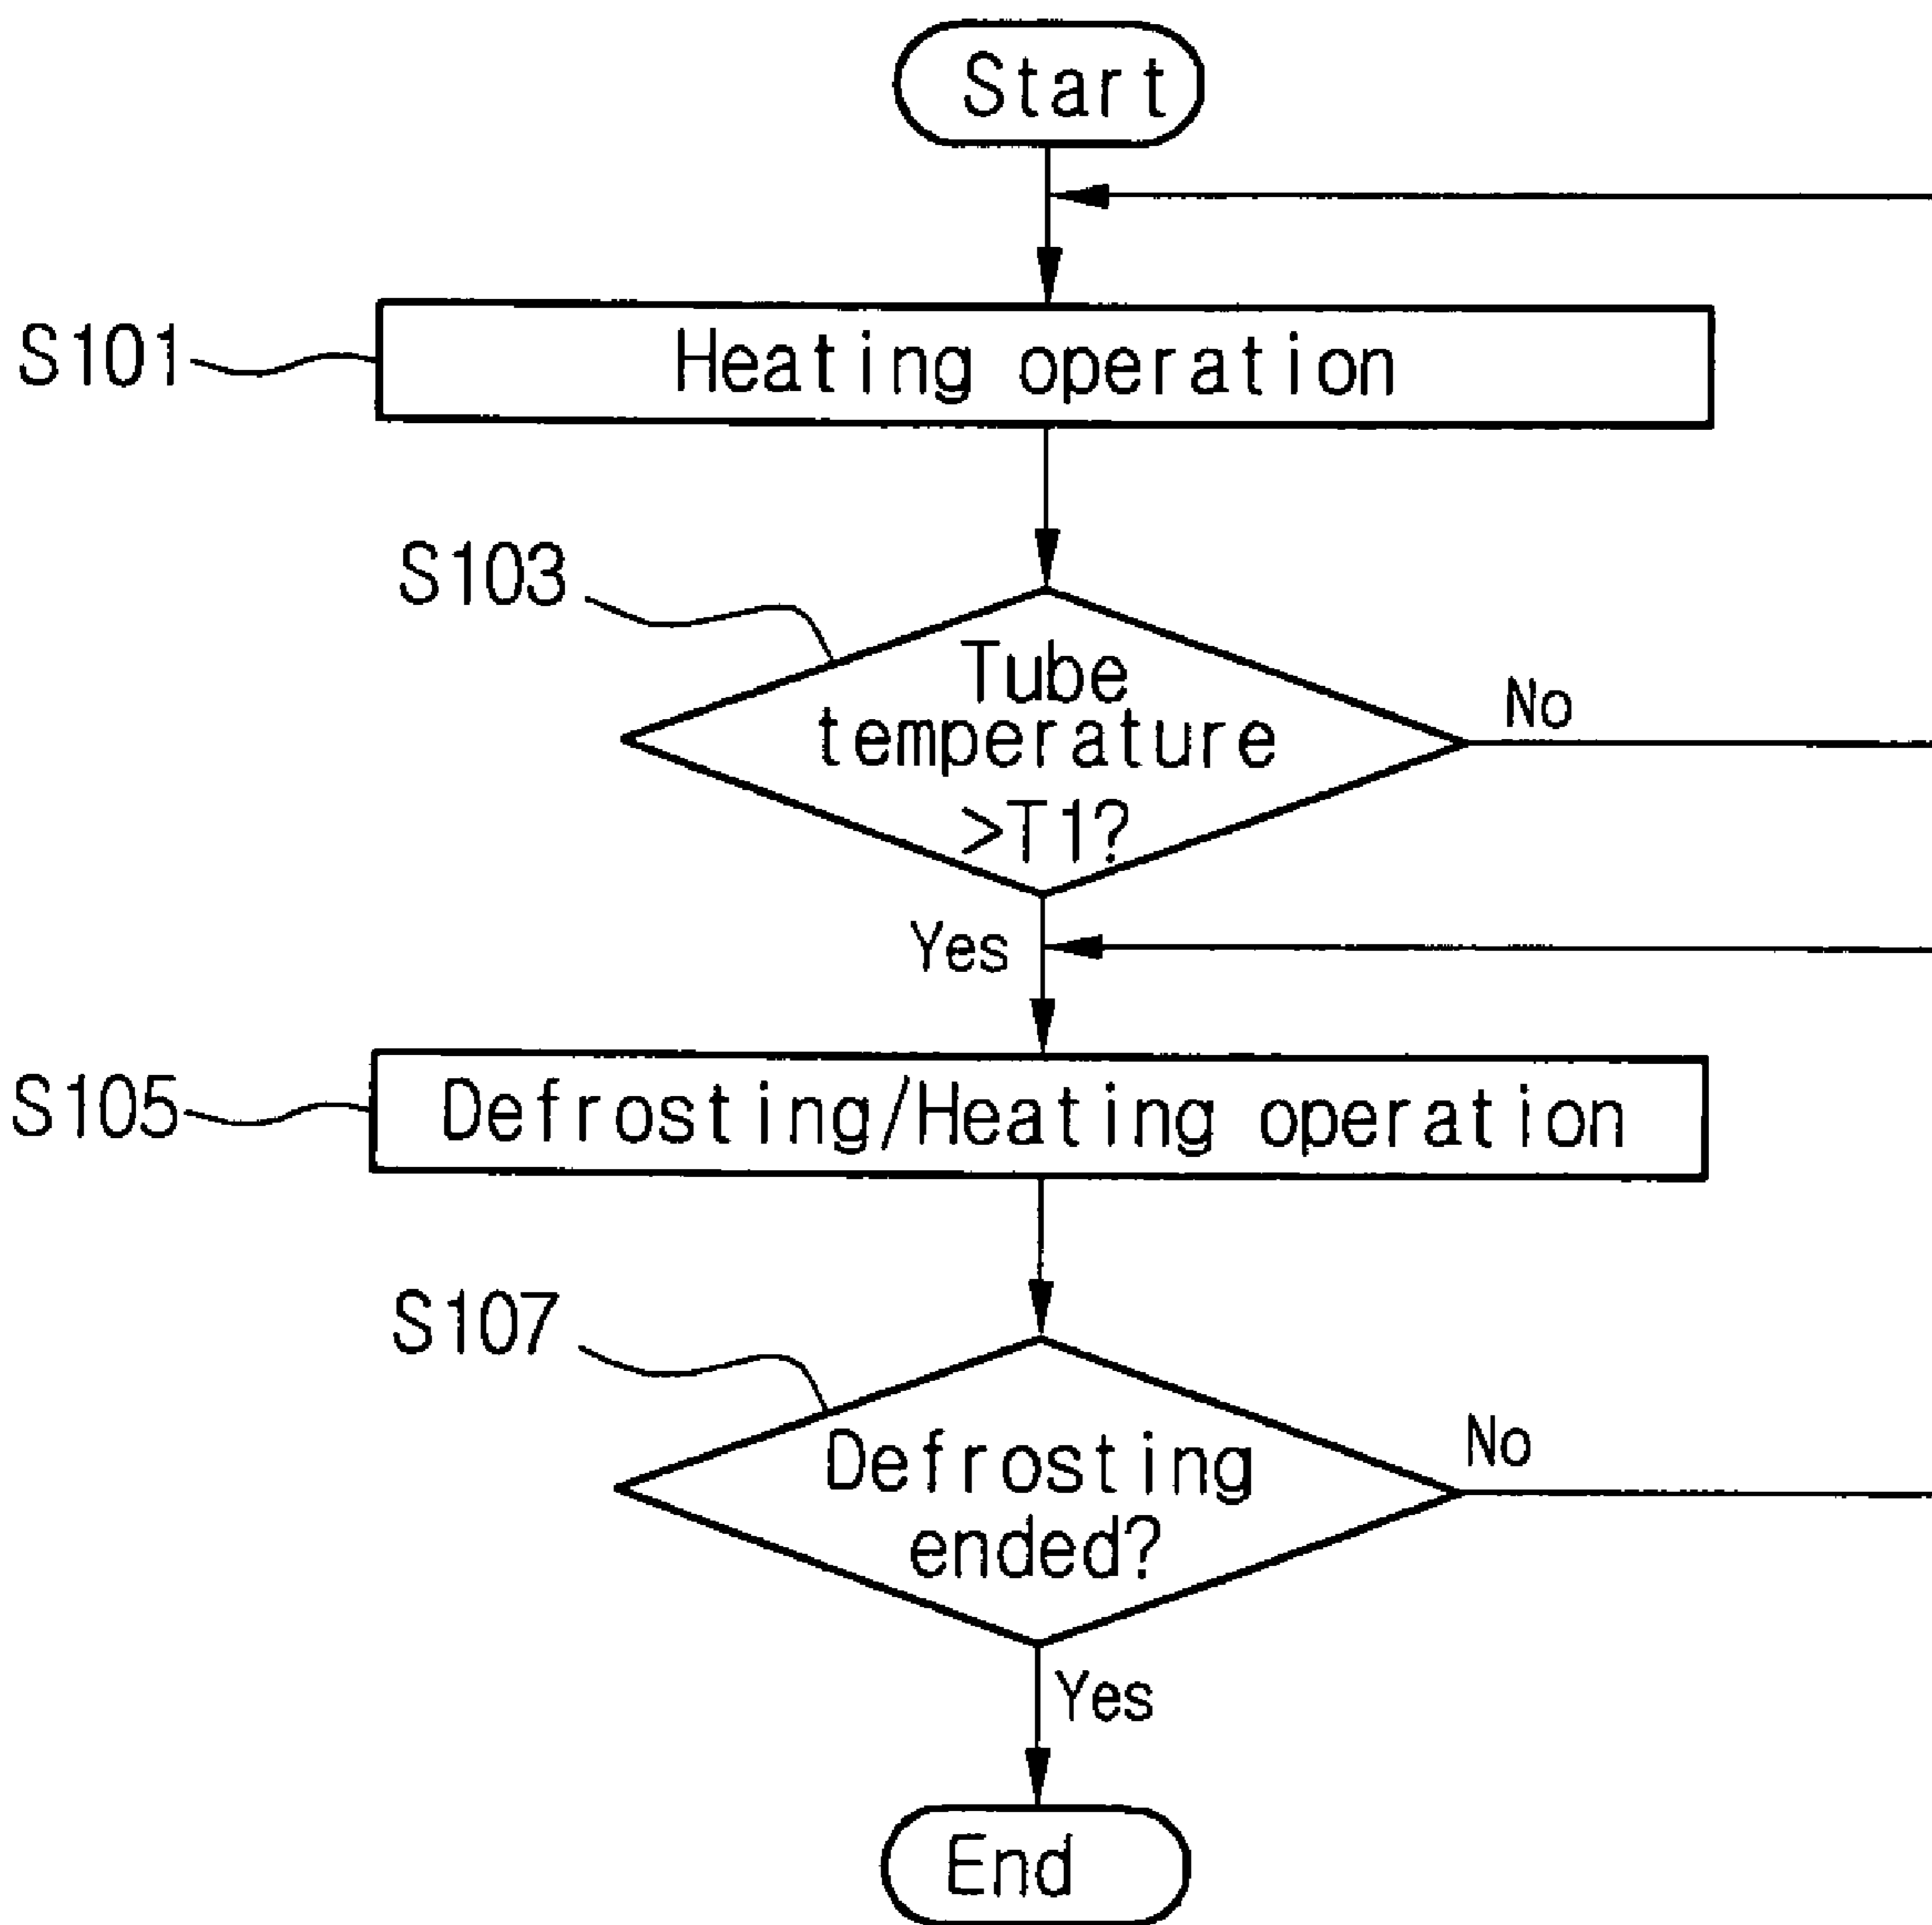 Start
S101
Heating operation
S103
Tube
temperature
>T1?
No
Yes
S105
Defrosting/Heating operation
S107
Defrosting
ended?
No
Yes
End